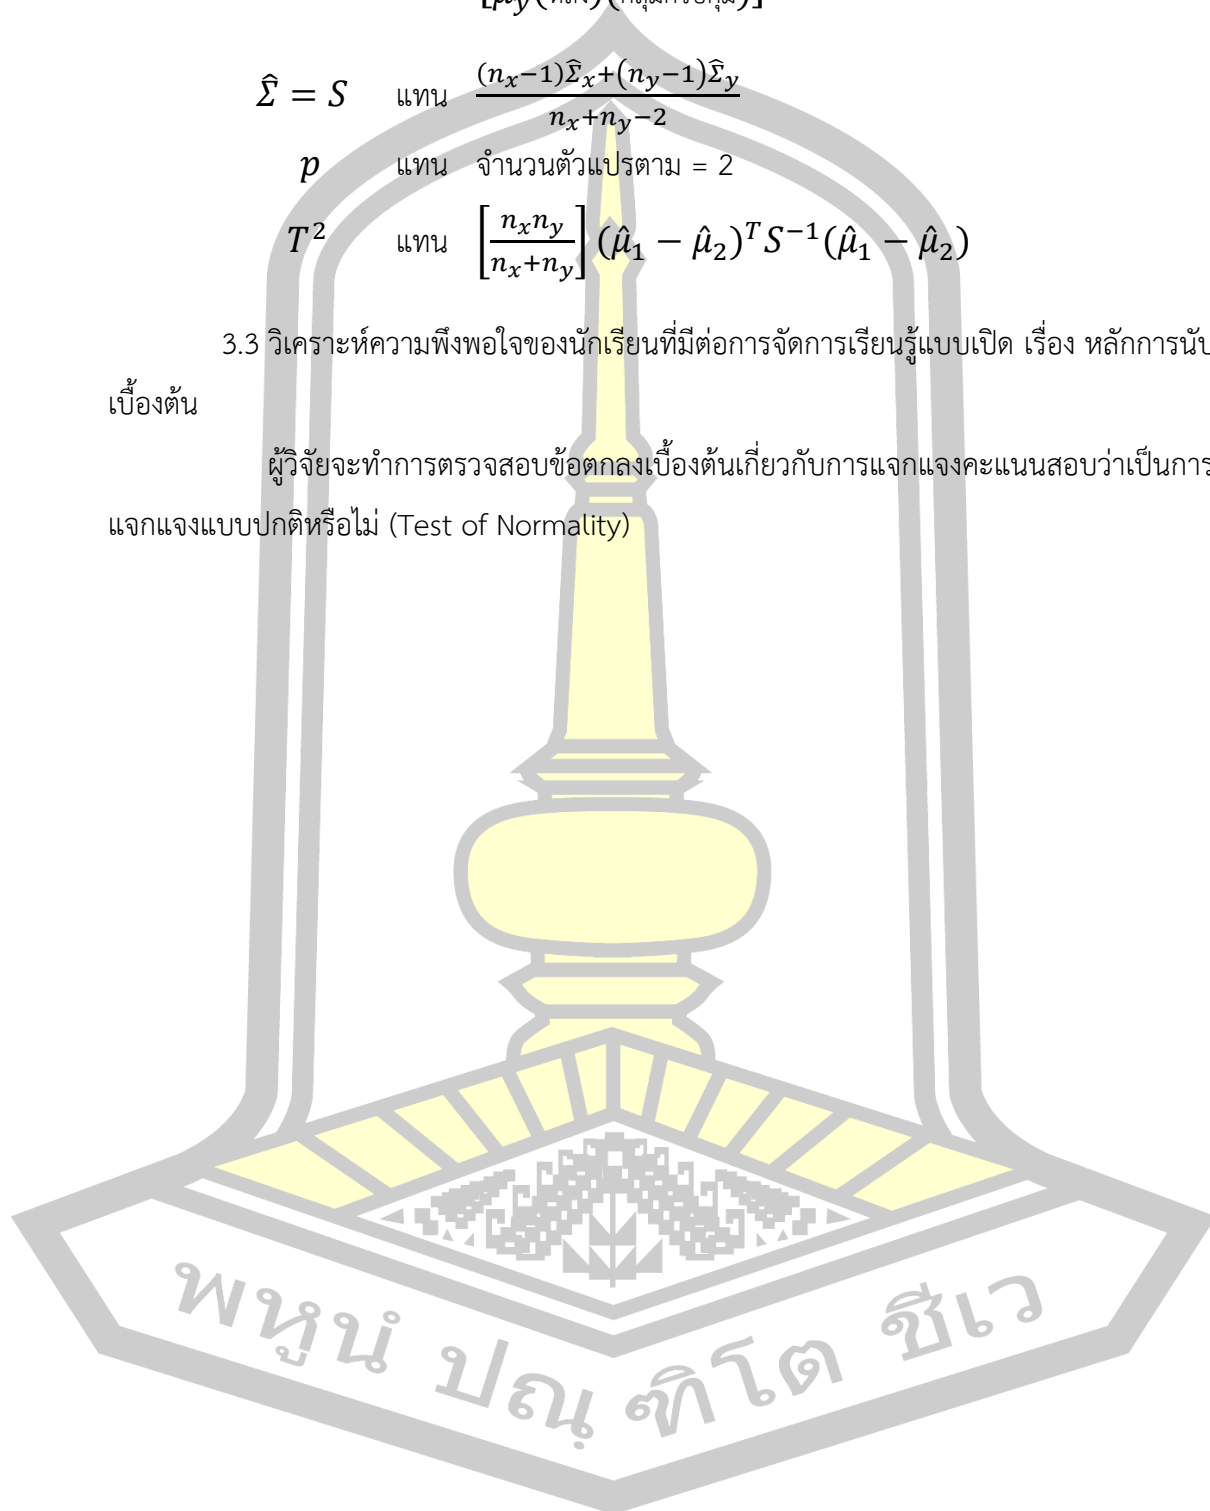 Σ̂ = S แทน \frac{(n_x−1)Σ̂_x+(n_y−1)Σ̂_y}{n_x+n_y−2}
p แทน จำนวนตัวแปรตาม = 2
T^2 แทน [\frac{n_x n_y}{n_x+n_y}] (μ̂_1 − μ̂_2)^T S^{−1}(μ̂_1 − μ̂_2)
3.3 วิเคราะห์ความพึงพอใจของนักเรียนที่มีต่อการจัดการเรียนรู้แบบเปิด เรื่อง หลักการนับ
เบื้องต้น
ผู้วิจัยจะทำการตรวจสอบข้อตกลงเบื้องต้นเกี่ยวกับการแจกแจงคะแนนสอบว่าเป็นการ
แจกแจงแบบปกติหรือไม่ (Test of Normality)
พหูนํ ปณฺฑิโต ชีเว